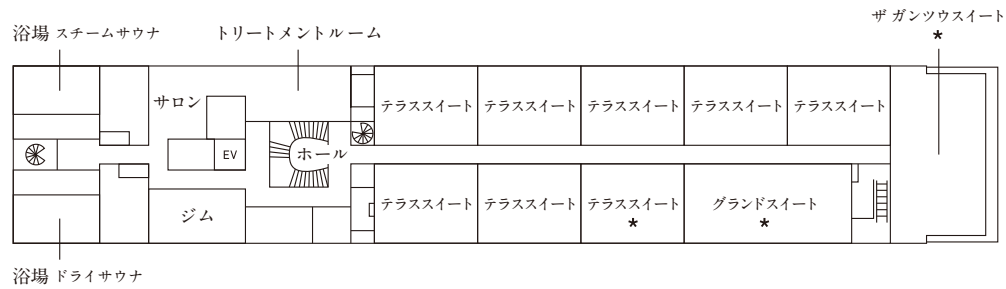 ザ ガンツウスイート
*
浴場 スチームサウナ
トリートメントルーム
サロン
テラススイート
テラススイート
テラススイート
テラススイート
テラススイート
EV
ホール
ジム
テラススイート
テラススイート
テラススイート
*
グランドスイート
*
浴場 ドライサウナ